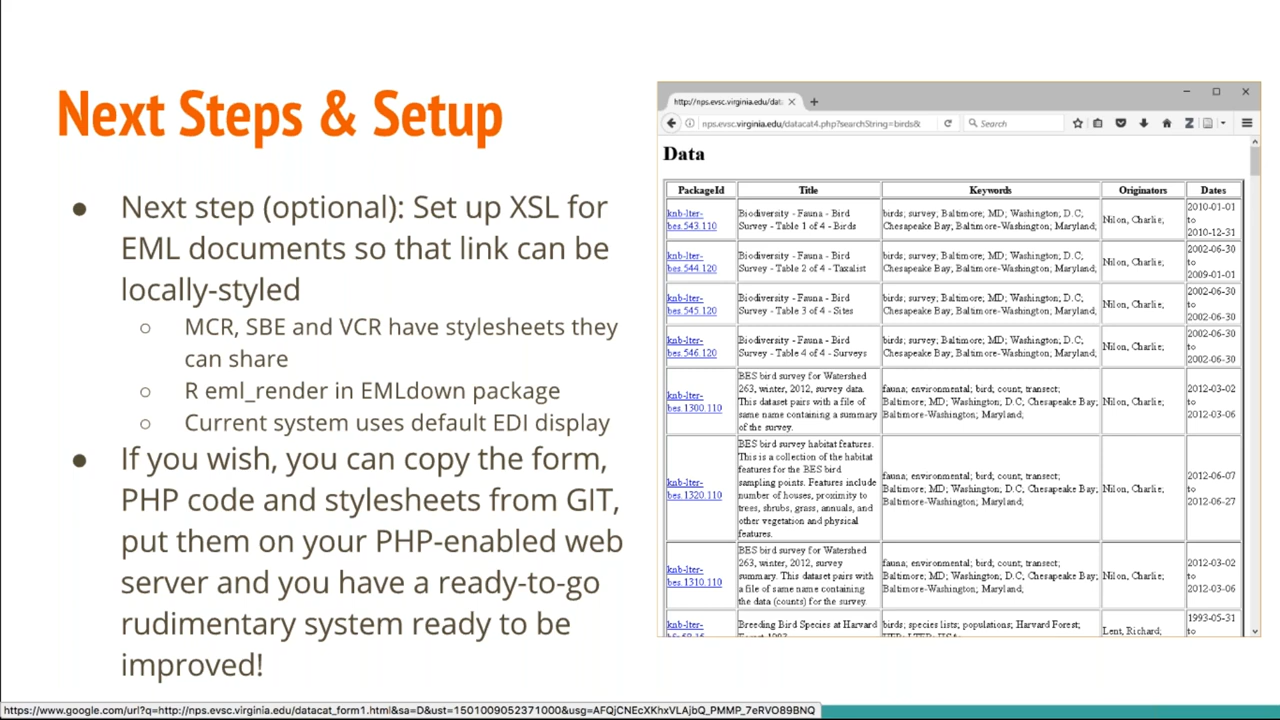 Next Steps & Setup
● Next step (optional): Set up XSL for
EML documents so that link can be
locally-styled
○ MCR, SBE and VCR have stylesheets they
can share
○ R eml_render in EMLdown package
○ Current system uses default EDI display
● If you wish, you can copy the form,
PHP code and stylesheets from GIT,
put them on your PHP-enabled web
server and you have a ready-to-go
rudimentary system ready to be
improved!
http://nps.evsc.virginia.edu/dat
nps.evsc.virginia.edu/datacat4.php?searchString=birds&
Search
Data
PackageId Title Keywords Originators Dates
knb-lter-bes.543.110 Biodiversity - Fauna - Bird Survey - Table 1 of 4 - Birds birds; survey, Baltimore; MD; Washington; D.C, Chesapeake Bay, Baltimore-Washington; Maryland, Nilon, Charlie; 2010-01-01 to 2010-12-31
knb-lter-bes.544.120 Biodiversity - Fauna - Bird Survey - Table 2 of 4 - Taxalist birds; survey, Baltimore; MD; Washington; D.C, Chesapeake Bay, Baltimore-Washington; Maryland, Nilon, Charlie; 2002-06-30 to 2009-01-01
knb-lter-bes.545.120 Biodiversity - Fauna - Bird Survey - Table 3 of 4 - Sites birds; survey, Baltimore; MD; Washington; D.C, Chesapeake Bay, Baltimore-Washington; Maryland, Nilon, Charlie; 2002-06-30 to 2002-06-30
knb-lter-bes.546.120 Biodiversity - Fauna - Bird Survey - Table 4 of 4 - Surveys birds; survey, Baltimore; MD; Washington; D.C, Chesapeake Bay, Baltimore-Washington; Maryland, Nilon, Charlie; 2002-06-30 to 2002-06-30
knb-lter-bes.1300.110 BES bird survey for Watershed 263, winter, 2012, survey data. This dataset pairs with a file of same name containing a summary of the survey. fauna; environmental; bird; count, transect; Baltimore, MD; Washington, D.C, Chesapeake Bay; Baltimore-Washington; Maryland, Nilon, Charlie; 2012-03-02 to 2012-03-06
knb-lter-bes.1320.110 BES bird survey habitat features. This is a collection of the habitat features for the BES bird sampling points. Features include number of houses, proximity to trees, shrubs, grass, annuals, and other vegetation and physical features. fauna; environmental; bird; count, transect; Baltimore, MD; Washington, D.C, Chesapeake Bay; Baltimore-Washington; Maryland, Nilon, Charlie; 2012-06-07 to 2012-06-27
knb-lter-bes.1310.110 BES bird survey for Watershed 263, winter, 2012, survey summary. This dataset pairs with a file of same name containing the data (counts) for the survey. fauna; environmental; bird; count, transect; Baltimore, MD; Washington, D.C, Chesapeake Bay; Baltimore-Washington; Maryland, Nilon, Charlie; 2012-03-02 to 2012-03-06
knb-lter- Breeding Bird Species at Harvard birds; species lists; populations; Harvard Forest; Lent, Richard; 1993-05-31 to
https://www.google.com/url?q=http://nps.evsc.virginia.edu/datacat_form1.html&sa=D&ust=1501009052371000&usg=AFQjCNEcXKhxVLAjbQ_PMMP_7eRVO89BNQ